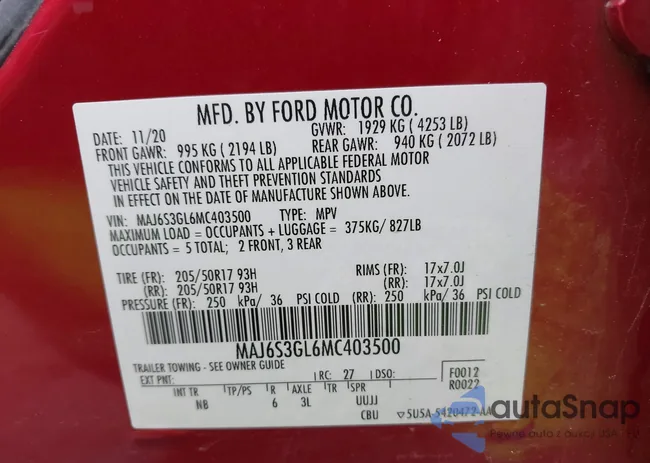 MFD. BY FORD MOTOR CO.
DATE: 11/20 GVWR: 1929 KG ( 4253 LB)
FRONT GAWR: 995 KG ( 2194 LB) REAR GAWR: 940 KG ( 2072 LB)
THIS VEHICLE CONFORMS TO ALL APPLICABLE FEDERAL MOTOR
VEHICLE SAFETY AND THEFT PREVENTION STANDARDS
IN EFFECT ON THE DATE OF MANUFACTURE SHOWN ABOVE.
VIN: MAJ6S3GL6MC403500 TYPE: MPV
MAXIMUM LOAD = OCCUPANTS + LUGGAGE = 375KG/ 827LB
OCCUPANTS = 5 TOTAL; 2 FRONT, 3 REAR
TIRE (FR): 205/50R17 93H RIMS (FR): 17x7.0J
(RR): 205/50R17 93H (RR): 17x7.0J
PRESSURE (FR): 250 kPa/ 36 PSI COLD (RR): 250 kPa/ 36 PSI COLD
MAJ6S3GL6MC403500
TRAILER TOWING - SEE OWNER GUIDE
EXT PNT: RC: 27 DSO: F0012
R0022
INT TR TP/PS R AXLE TR SPR
NB 6 3L UUJJ
CBU 5USA-5420472-AA
autaSnap